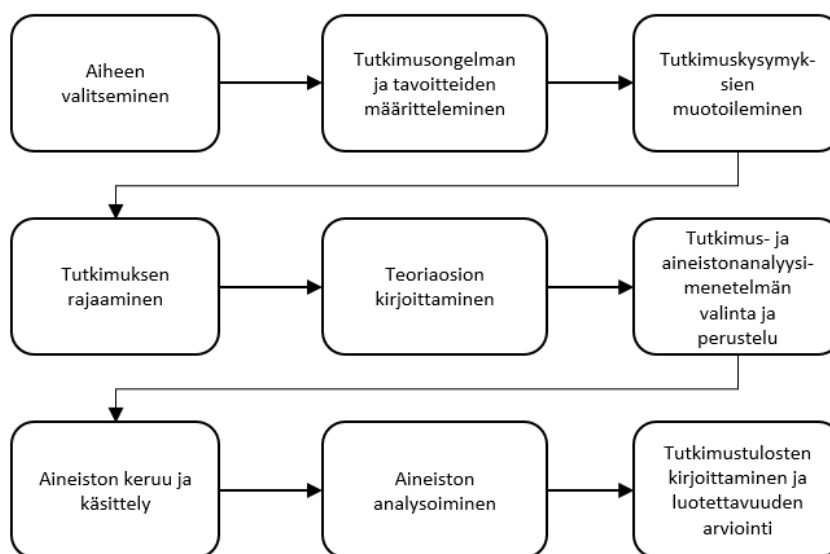 Aiheen
valitseminen
Tutkimusongelman
ja tavoitteiden
määritteleminen
Tutkimuskysymyk-
sien
muotoileminen
Tutkimuksen
rajaaminen
Teoriaosion
kirjoittaminen
Tutkimus- ja
aineistonanalyysi-
menetelmän
valinta ja
perustelu
Aineiston keruu ja
käsittely
Aineiston
analysoiminen
Tutkimustulosten
kirjoittaminen ja
luotettavuuden
arviointi